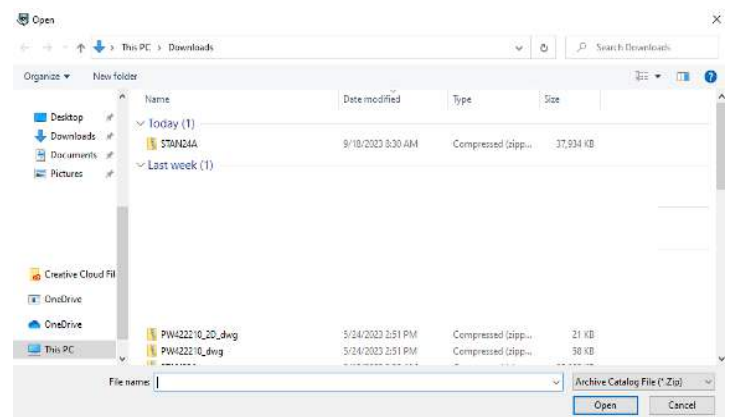 Open
This PC > Downloads
Search Downloads
Organize New folder
Name Date modified Type Size
Desktop
Downloads
Documents
Pictures
Creative Cloud Fil
OneDrive
OneDrive
This PC
Today (1)
STAN24A 9/18/2023 8:30 AM Compressed (zipp... 37,934 KB
Last week (1)
PW422210_2D_dwg 5/24/2023 2:51 PM Compressed (zipp... 21 KB
PW422210_dwg 5/24/2023 2:51 PM Compressed (zipp... 58 KB
File name: Archive Catalog File (*.Zip)
Open Cancel